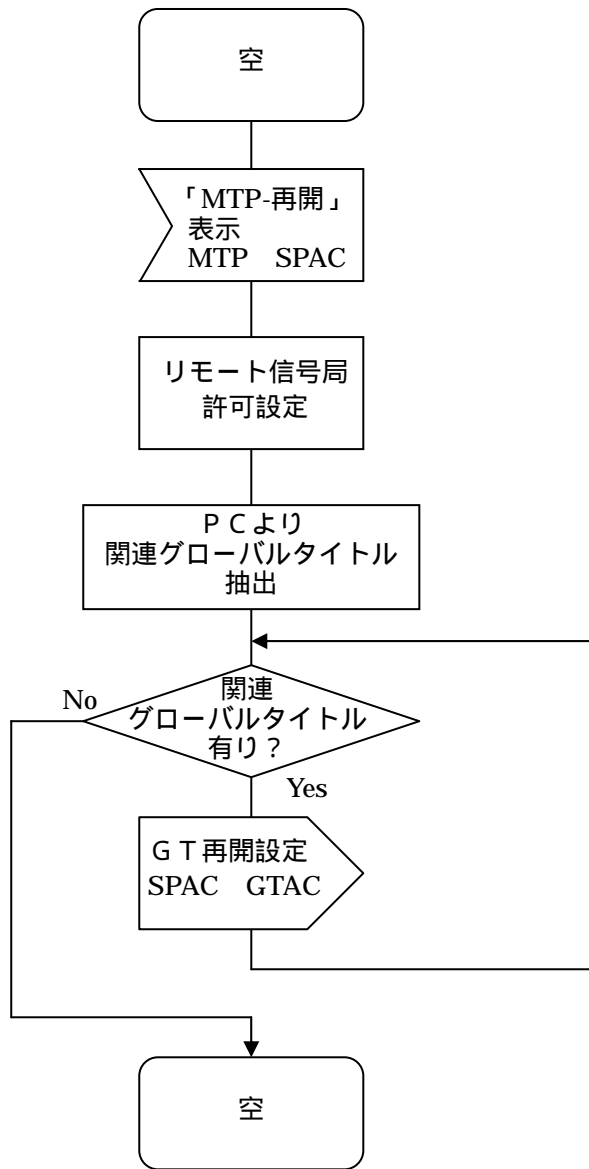 空
「MTP-再開」
表示
MTP SPAC
リモート信号局
許可設定
ＰＣより
関連グローバルタイトル
抽出
関連
グローバルタイトル
有り？
No
Yes
ＧＴ再開設定
SPAC GTAC
空